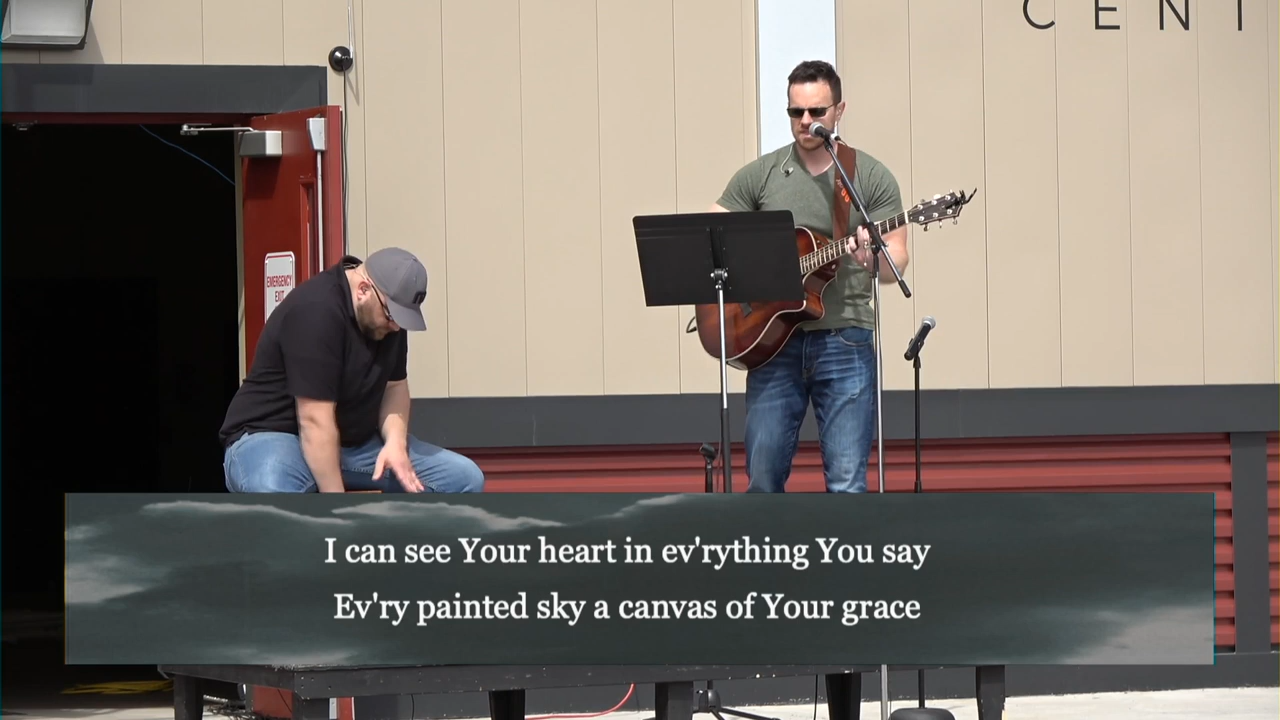 CENT
EMERGENCY
EXIT
I can see Your heart in ev'rything You say
Ev'ry painted sky a canvas of Your grace